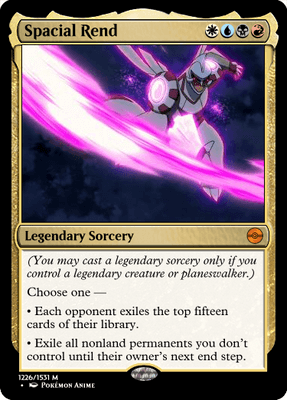 Spacial Rend
Legendary Sorcery
(You may cast a legendary sorcery only if you
control a legendary creature or planeswalker.)
Choose one —
• Each opponent exiles the top fifteen
cards of their library.
• Exile all nonland permanents you don't
control until their owner's next end step.
1226/1531 M
• Pokémon Anime